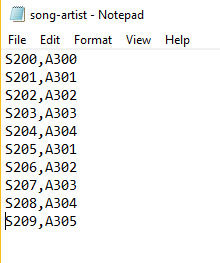 song-artist - Notepad
File Edit Format View Help
S200,A300
S201,A301
S202,A302
S203,A303
S204,A304
S205,A301
S206,A302
S207,A303
S208,A304
S209,A305